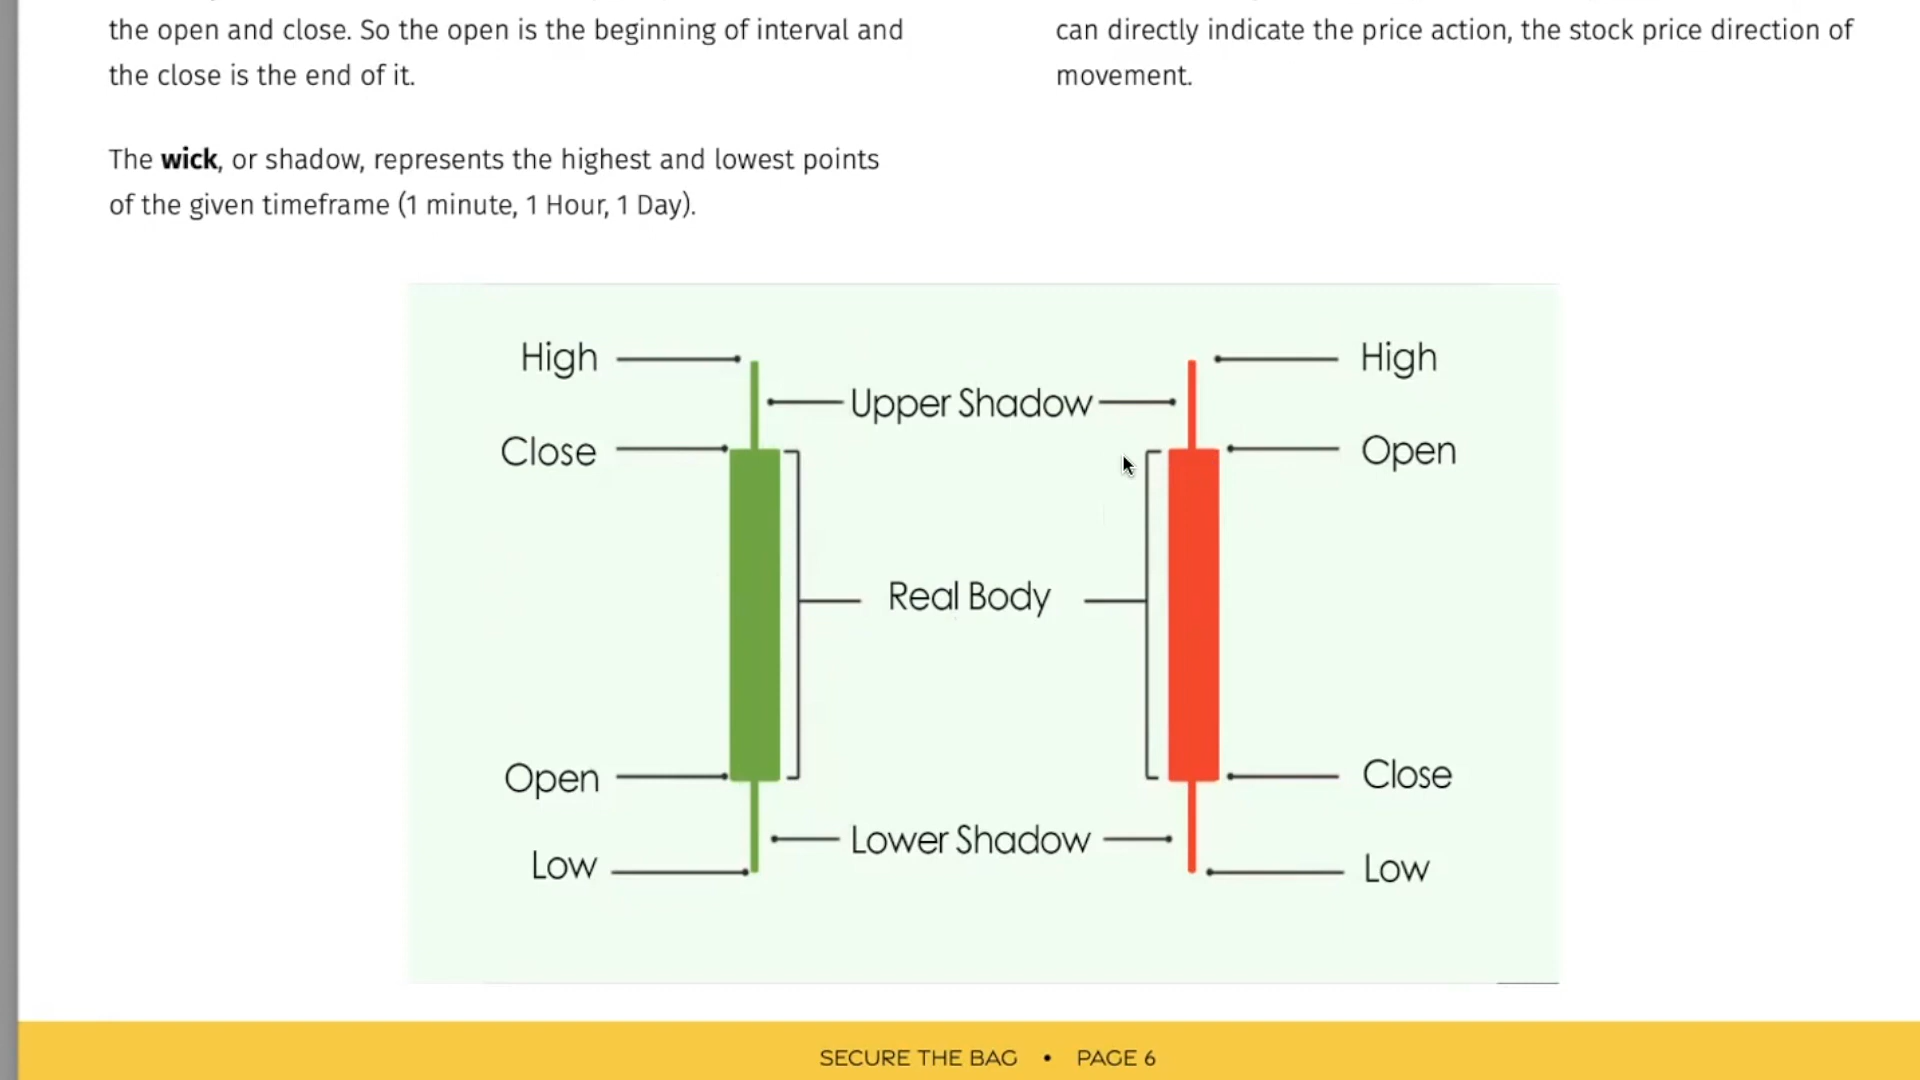 the open and close. So the open is the beginning of interval and
the close is the end of it.
The wick, or shadow, represents the highest and lowest points
of the given timeframe (1 minute, 1 Hour, 1 Day).
can directly indicate the price action, the stock price direction of
movement.
High
Upper Shadow
High
Close
Open
Real Body
Open
Close
Lower Shadow
Low
Low
SECURE THE BAG • PAGE 6